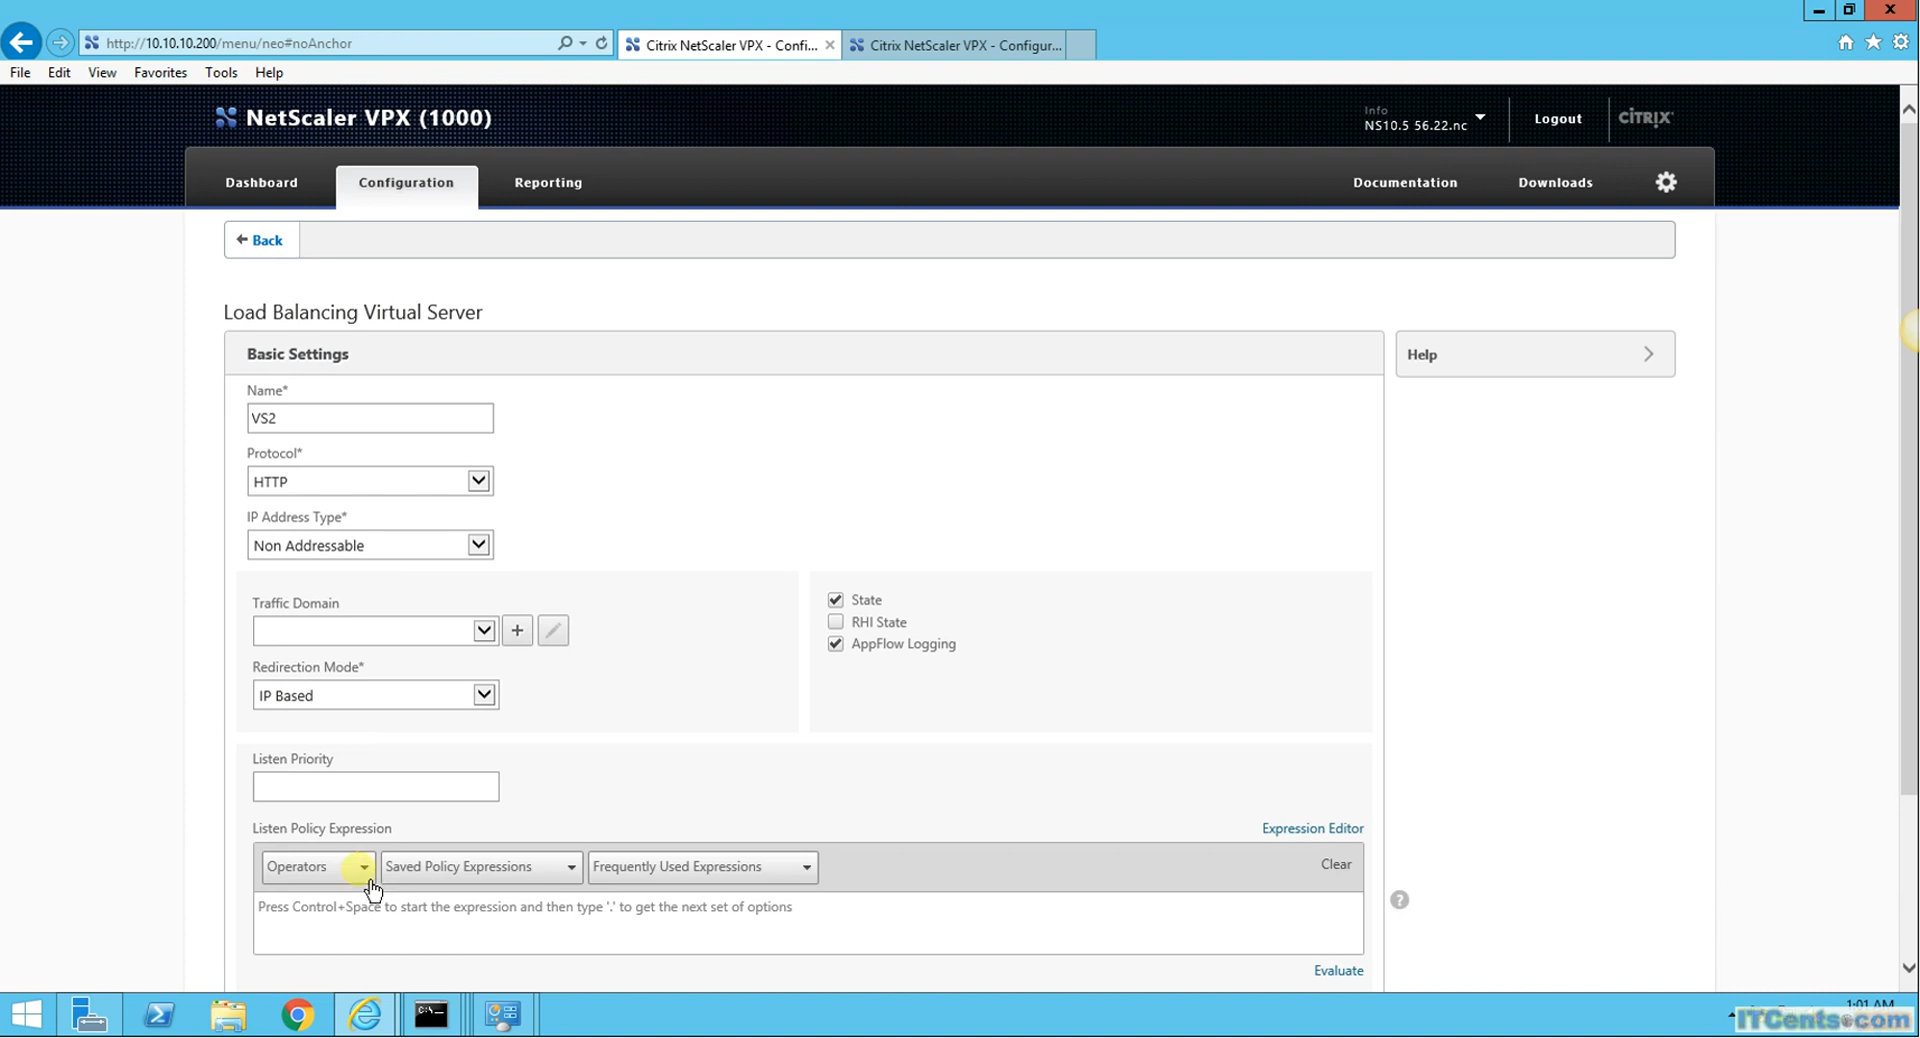 http://10.10.10.200/menu/neo#noAnchor
Citrix NetScaler VPX - Confi...
Citrix NetScaler VPX - Configur...
File Edit View Favorites Tools Help
NetScaler VPX (1000)
Info
NS10.5 56.22.nc
Logout
CITRIX
Dashboard
Configuration
Reporting
Documentation
Downloads
Back
Load Balancing Virtual Server
Basic Settings
Help
Name*
VS2
Protocol*
HTTP
IP Address Type*
Non Addressable
Traffic Domain
State
RHI State
AppFlow Logging
Redirection Mode*
IP Based
Listen Priority
Listen Policy Expression
Expression Editor
Operators
Saved Policy Expressions
Frequently Used Expressions
Clear
Press Control+Space to start the expression and then type '.' to get the next set of options
Evaluate
1:01 AM
ITCents.com